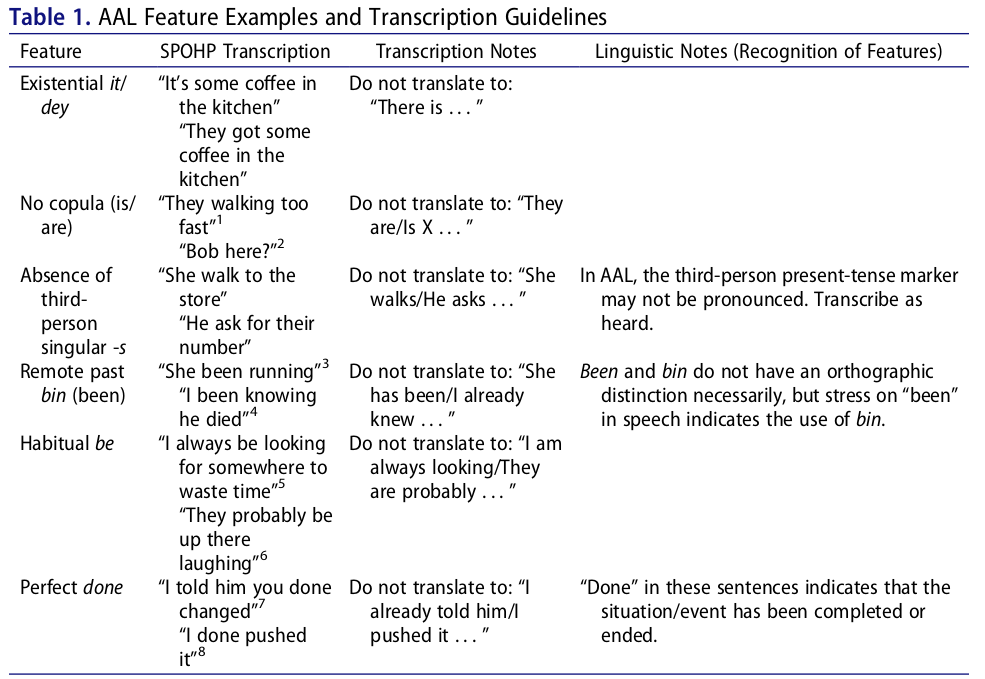 Table 1. AAL Feature Examples and Transcription Guidelines
Feature SPOHP Transcription Transcription Notes Linguistic Notes (Recognition of Features)
Existential it/
dey
“It’s some coffee in
the kitchen”
“They got some
coffee in the
kitchen”
Do not translate to:
“There is . . . ”
No copula (is/
are)
“They walking too
fast”1
“Bob here?”2
Do not translate to: “They
are/Is X . . . ”
Absence of
third-
person
singular -s
“She walk to the
store”
“He ask for their
number”
Do not translate to: “She
walks/He asks . . . ”
In AAL, the third-person present-tense marker
may not be pronounced. Transcribe as
heard.
Remote past
bin (been)
“She been running”3
“I been knowing
he died”4
Do not translate to: “She
has been/I already
knew . . . ”
Been and bin do not have an orthographic
distinction necessarily, but stress on “been”
in speech indicates the use of bin.
Habitual be
“I always be looking
for somewhere to
waste time”5
“They probably be
up there
laughing”6
Do not translate to: “I am
always looking/They
are probably . . . ”
Perfect done
“I told him you done
changed”7
“I done pushed
it”8
Do not translate to: “I
already told him/I
pushed it . . . ”
“Done” in these sentences indicates that the
situation/event has been completed or
ended.